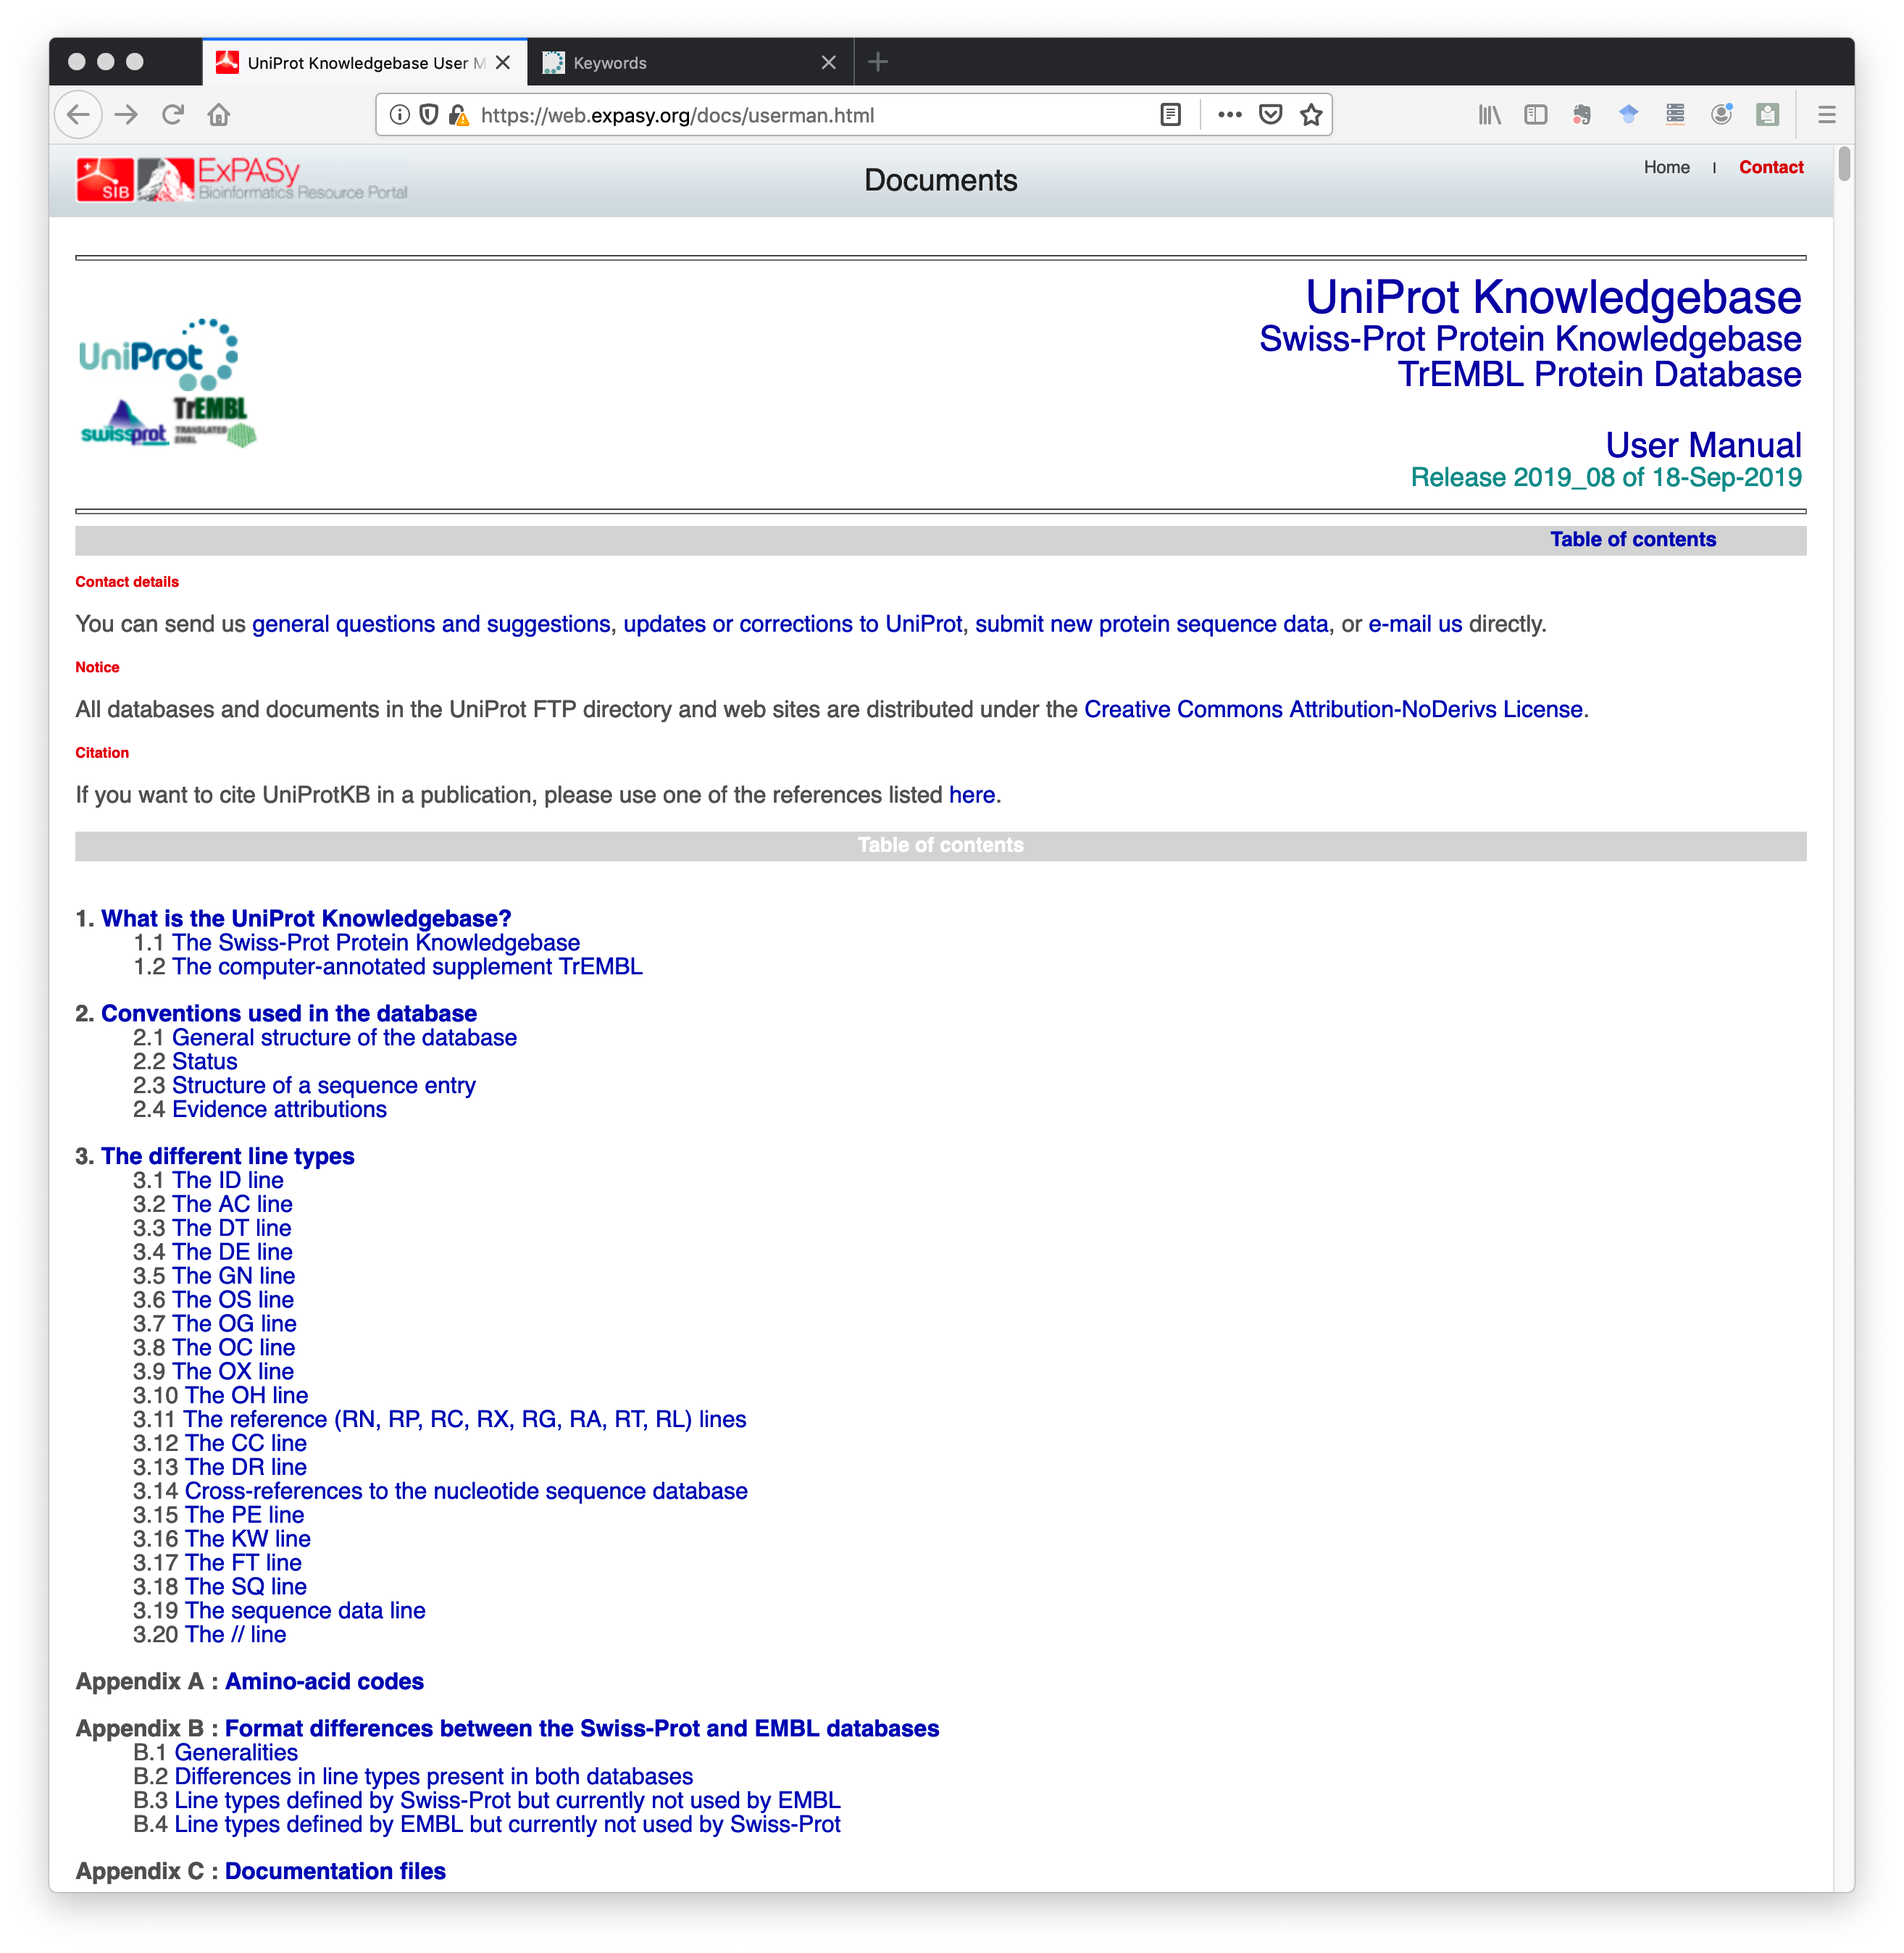 UniProt Knowledgebase User M
Keywords
https://web.expasy.org/docs/userman.html
SIB
ExPASy
Bioinformatics Resource Portal
Documents
Home | Contact
UniProt Knowledgebase
Swiss-Prot Protein Knowledgebase
TrEMBL Protein Database
UniProt
TrEMBL
swissprot
TRANSLATED
EMBL
User Manual
Release 2019_08 of 18-Sep-2019
Table of contents
Contact details
You can send us general questions and suggestions, updates or corrections to UniProt, submit new protein sequence data, or e-mail us directly.
Notice
All databases and documents in the UniProt FTP directory and web sites are distributed under the Creative Commons Attribution-NoDerivs License.
Citation
If you want to cite UniProtKB in a publication, please use one of the references listed here.
Table of contents
1. What is the UniProt Knowledgebase?
1.1 The Swiss-Prot Protein Knowledgebase
1.2 The computer-annotated supplement TrEMBL
2. Conventions used in the database
2.1 General structure of the database
2.2 Status
2.3 Structure of a sequence entry
2.4 Evidence attributions
3. The different line types
3.1 The ID line
3.2 The AC line
3.3 The DT line
3.4 The DE line
3.5 The GN line
3.6 The OS line
3.7 The OG line
3.8 The OC line
3.9 The OX line
3.10 The OH line
3.11 The reference (RN, RP, RC, RX, RG, RA, RT, RL) lines
3.12 The CC line
3.13 The DR line
3.14 Cross-references to the nucleotide sequence database
3.15 The PE line
3.16 The KW line
3.17 The FT line
3.18 The SQ line
3.19 The sequence data line
3.20 The // line
Appendix A : Amino-acid codes
Appendix B : Format differences between the Swiss-Prot and EMBL databases
B.1 Generalities
B.2 Differences in line types present in both databases
B.3 Line types defined by Swiss-Prot but currently not used by EMBL
B.4 Line types defined by EMBL but currently not used by Swiss-Prot
Appendix C : Documentation files